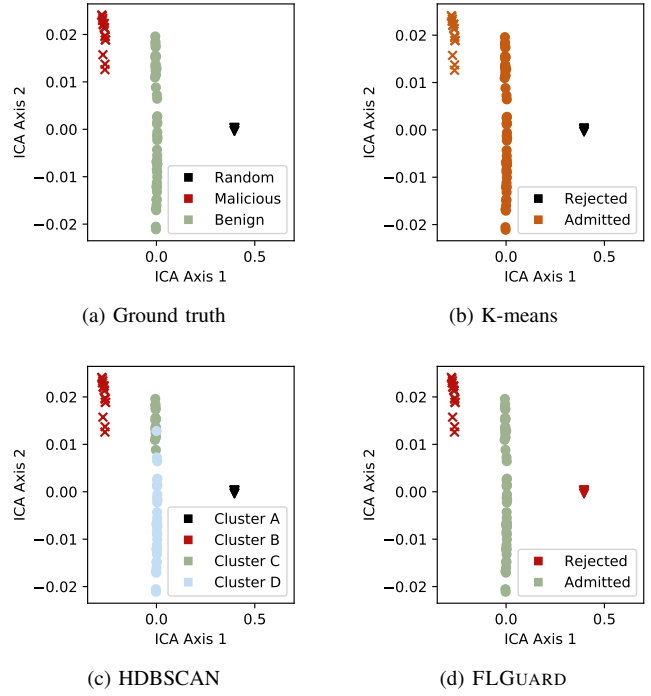 0.02
0.01
0.00
−0.01
−0.02
ICA Axis 2
Random
Malicious
Benign
0.0
0.5
ICA Axis 1
(a) Ground truth
0.02
0.01
0.00
−0.01
−0.02
ICA Axis 2
Rejected
Admitted
0.0
0.5
ICA Axis 1
(b) K-means
0.02
0.01
0.00
−0.01
−0.02
ICA Axis 2
Cluster A
Cluster B
Cluster C
Cluster D
0.0
0.5
ICA Axis 1
(c) HDBSCAN
0.02
0.01
0.00
−0.01
−0.02
ICA Axis 2
Rejected
Admitted
0.0
0.5
ICA Axis 1
(d) FLGUARD